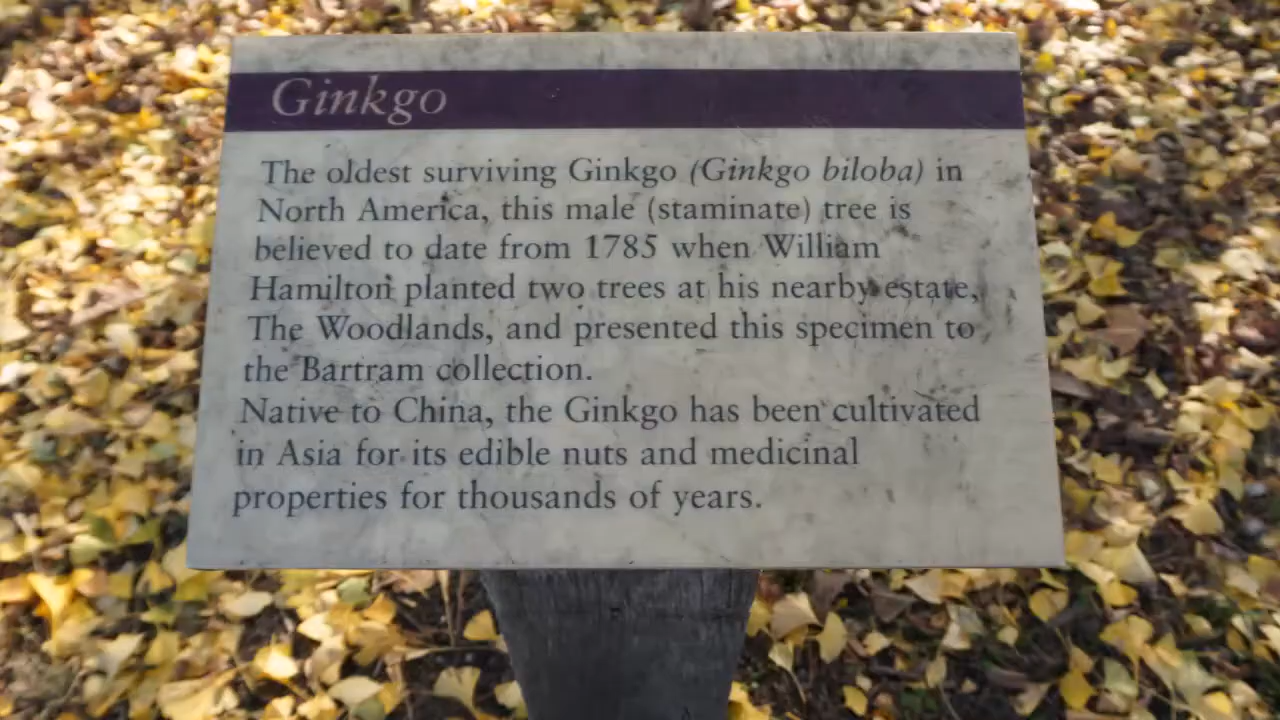 Ginkgo
The oldest surviving Ginkgo (Ginkgo biloba) in
North America, this male (staminate) tree is
believed to date from 1785 when William
Hamilton planted two trees at his nearby estate,
The Woodlands, and presented this specimen to
the Bartram collection.
Native to China, the Ginkgo has been cultivated
in Asia for its edible nuts and medicinal
properties for thousands of years.